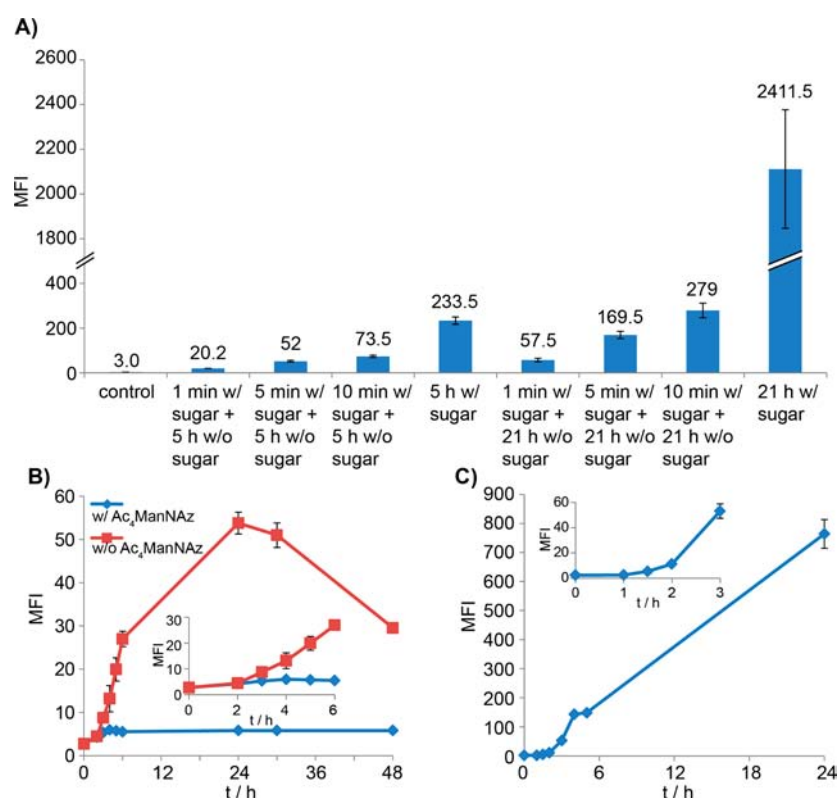 A)
2600
2400
2200
2000
1800
400
200
0
MFI
3.0
20.2
52
73.5
233.5
57.5
169.5
279
2411.5
control
1 min w/ sugar + 5 h w/o sugar
5 min w/ sugar + 5 h w/o sugar
10 min w/ sugar + 5 h w/o sugar
5 h w/ sugar
1 min w/ sugar + 21 h w/o sugar
5 min w/ sugar + 21 h w/o sugar
10 min w/ sugar + 21 h w/o sugar
21 h w/ sugar
B)
w/ Ac₄ManNAz
w/o Ac₄ManNAz
60
50
40
30
20
10
0
MFI
0 12 24 36 48
t / h
30
20
10
0
MFI
0 2 4 6
t / h
C)
900
800
700
600
500
400
300
200
100
0
MFI
0 6 12 18 24
t / h
60
40
20
0
MFI
0 1 2 3
t / h